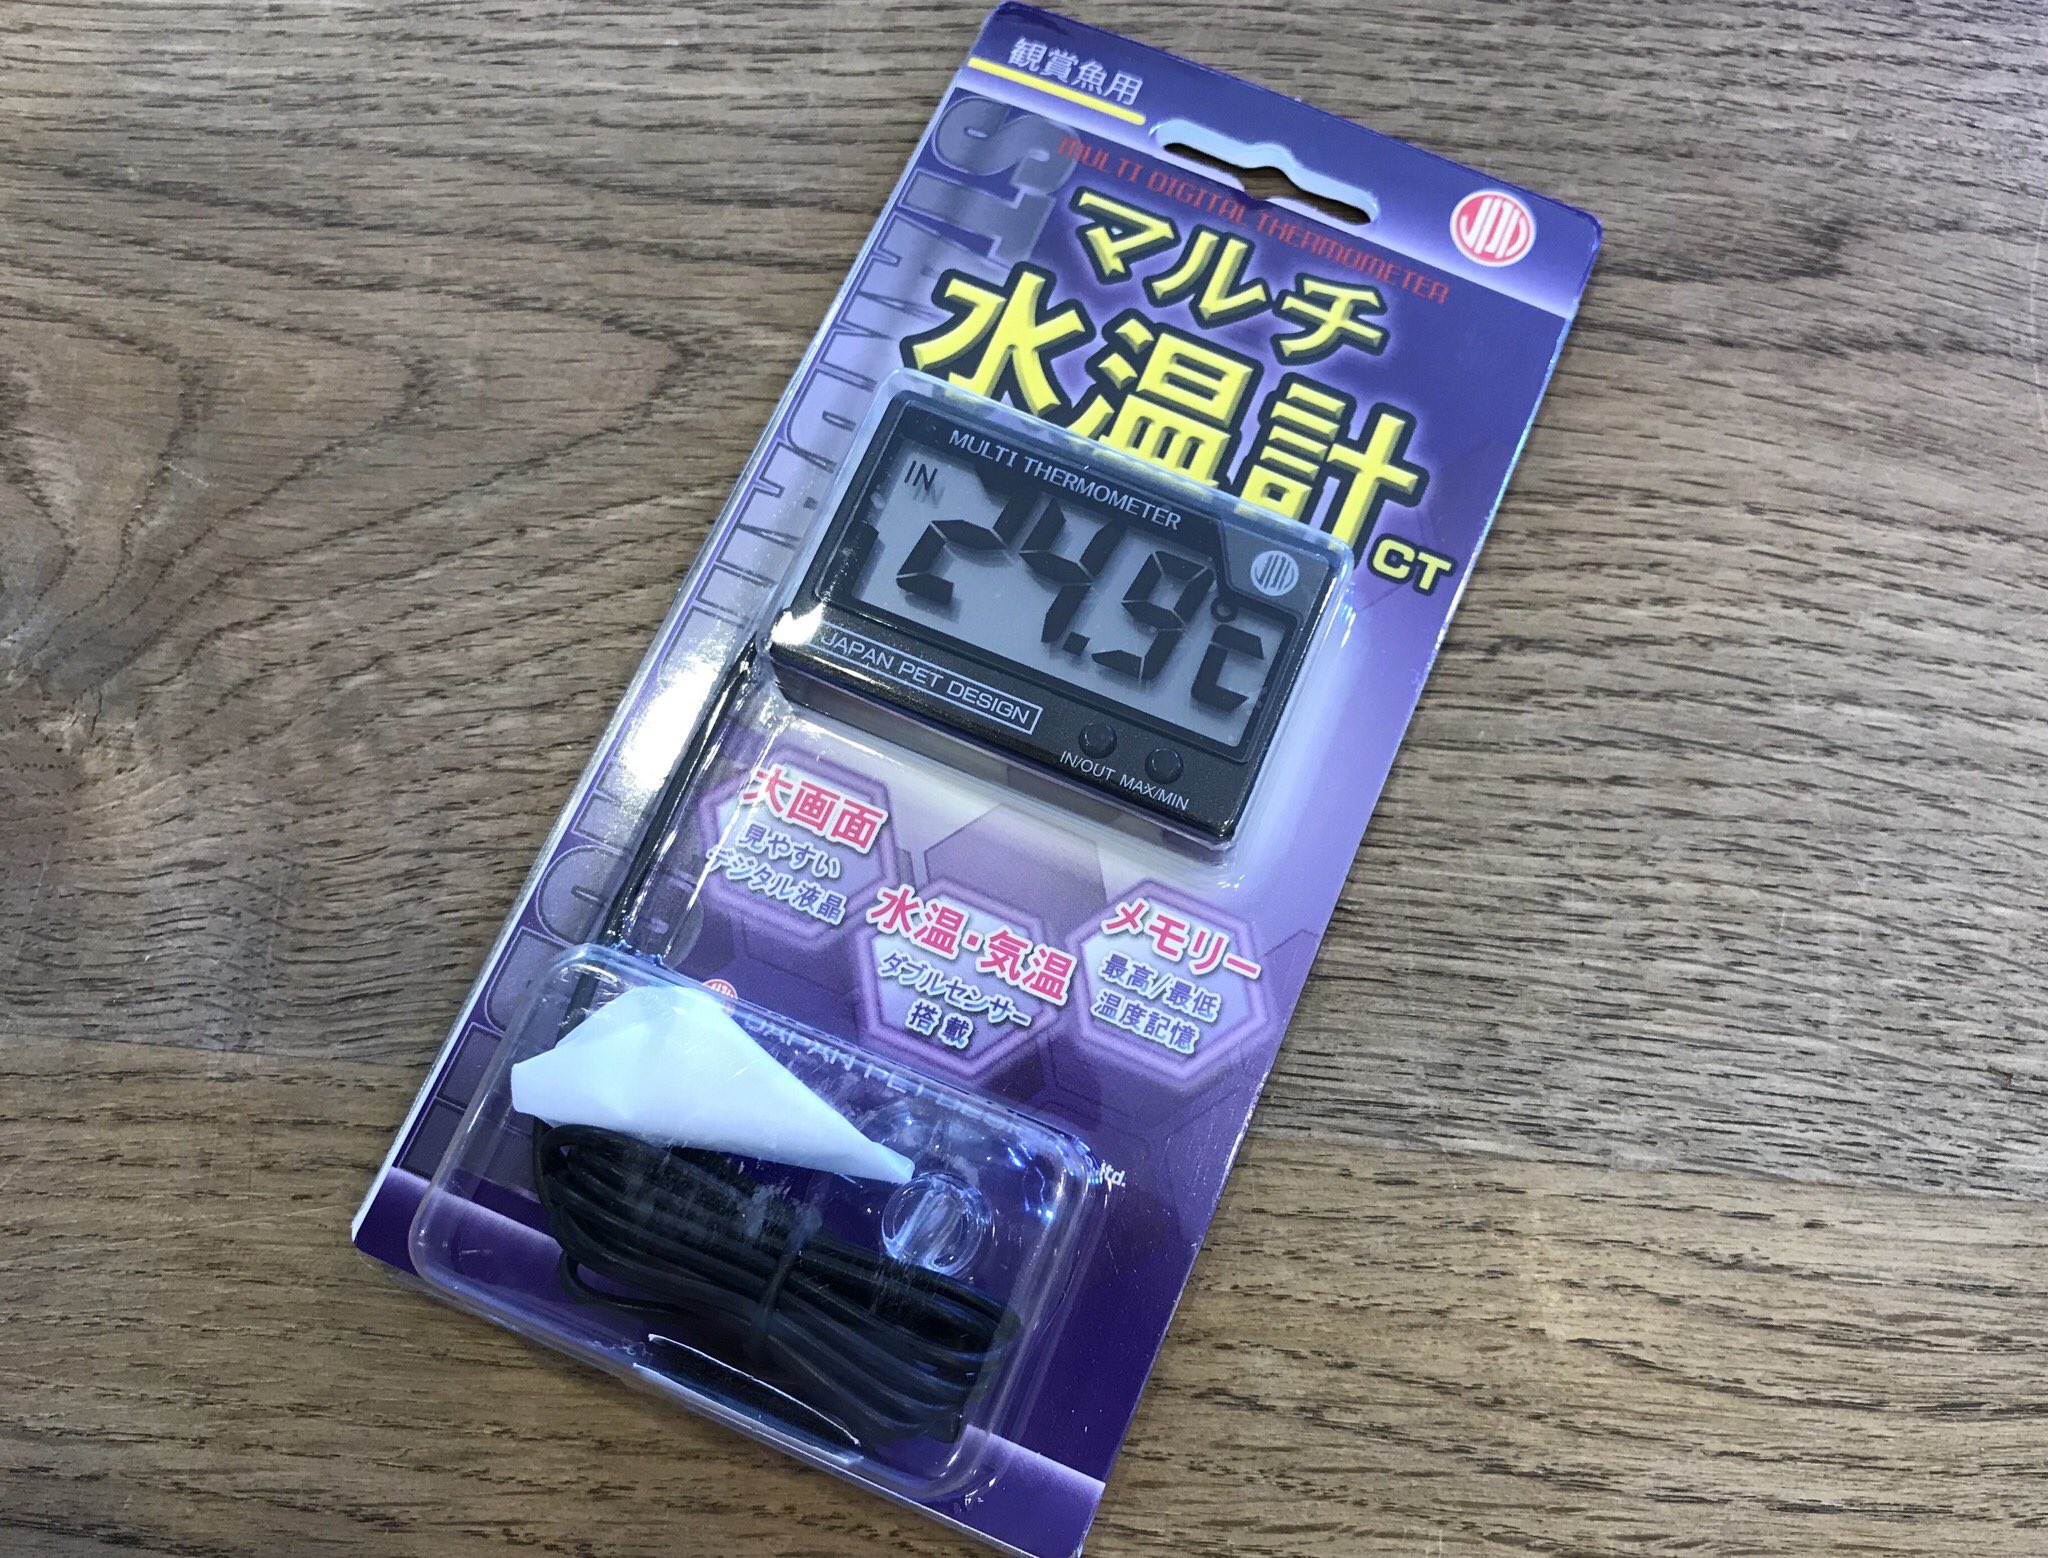 観賞魚用
MULTI DIGITAL THERMOMETER
マルチ
水温計 CT
MULTI THERMOMETER
IN
24.9℃
JAPAN PET DESIGN
IN/OUT MAX/MIN
大画面
見やすい
デジタル液晶
水温・気温
ダブルセンサー
搭載
メモリー
最高/最低
温度記憶